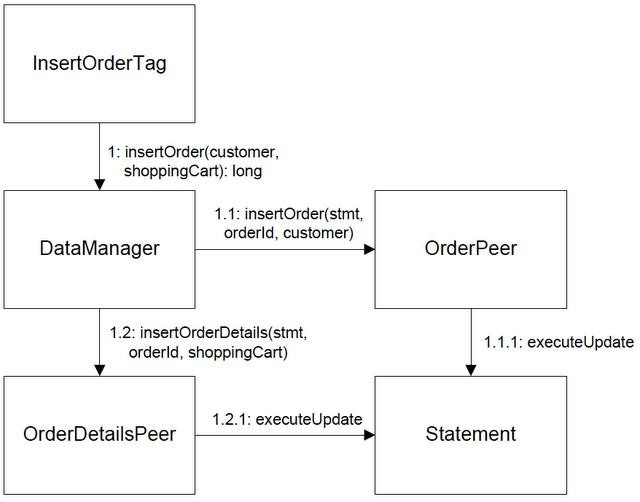 InsertOrderTag
1: insertOrder(customer,
shoppingCart): long
DataManager
1.1: insertOrder(stmt,
orderId, customer)
OrderPeer
1.2: insertOrderDetails(stmt,
orderId, shoppingCart)
1.1.1: executeUpdate
OrderDetailsPeer
1.2.1: executeUpdate
Statement